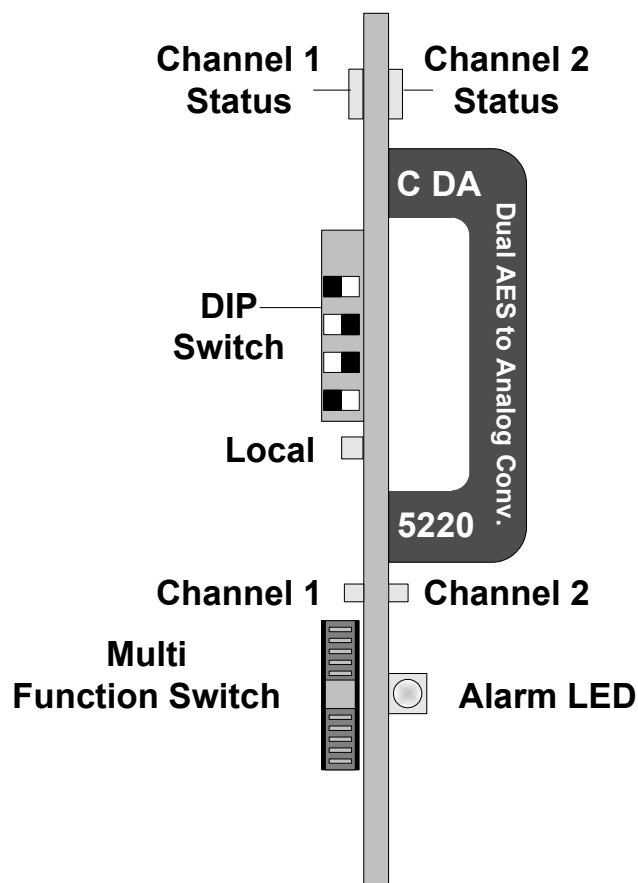 Channel 1
Status
Channel 2
Status
C DA
Dual AES to Analog Conv.
DIP
Switch
Local
5220
Channel 1
Channel 2
Multi
Function Switch
Alarm LED